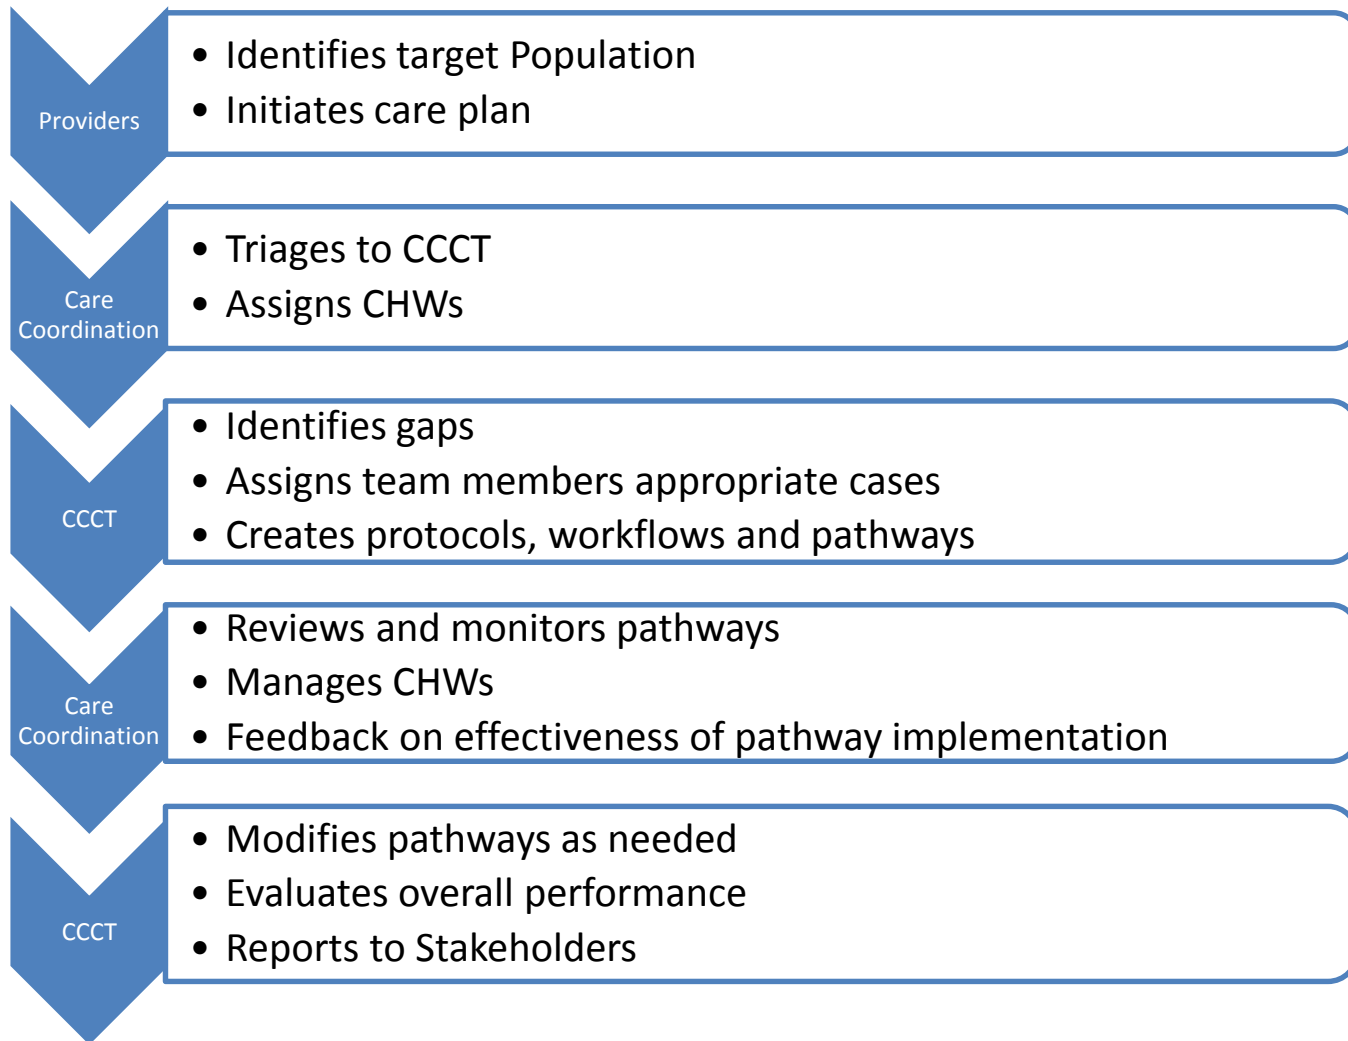 Providers
• Identifies target Population
• Initiates care plan
Care
Coordination
• Triages to CCCT
• Assigns CHWs
CCCT
• Identifies gaps
• Assigns team members appropriate cases
• Creates protocols, workflows and pathways
Care
Coordination
• Reviews and monitors pathways
• Manages CHWs
• Feedback on effectiveness of pathway implementation
CCCT
• Modifies pathways as needed
• Evaluates overall performance
• Reports to Stakeholders